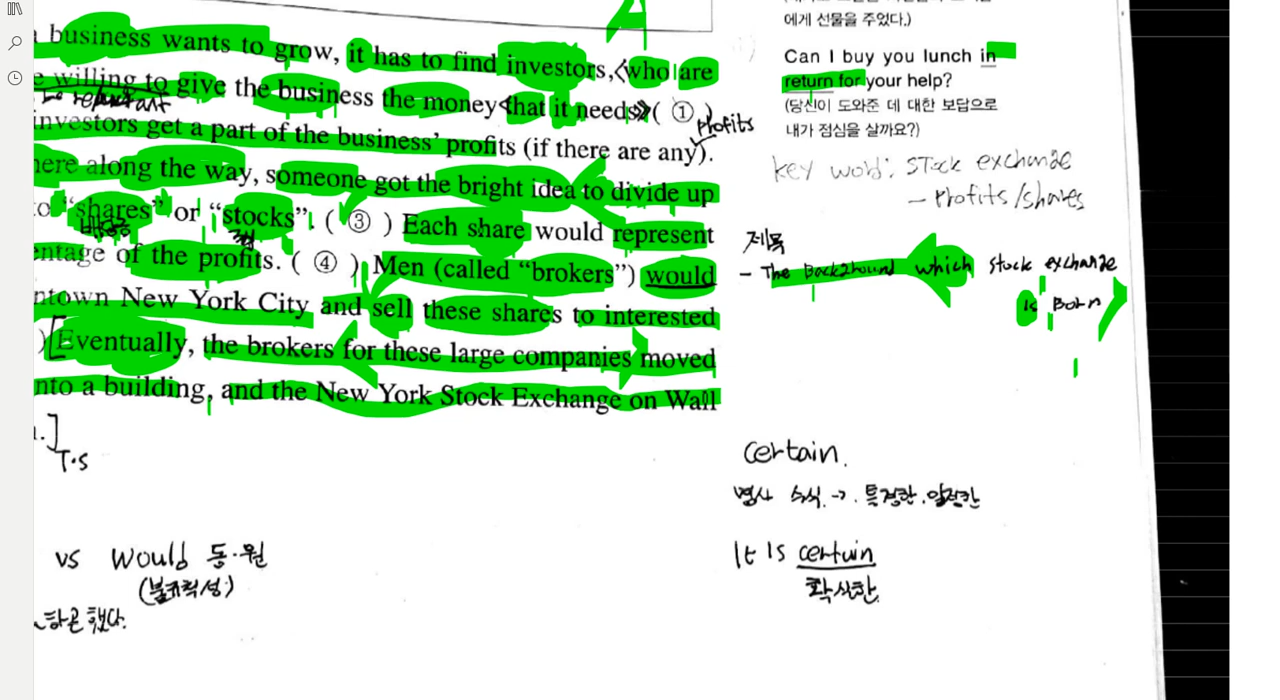 에게 선물을 주었다.)
business wants to grow, it has to find investors, who are
willing to give the business the money that it needs ( ① )
be reluctant
profits
investors get a part of the business' profits (if there are any).
along the way, someone got the bright idea to divide up
"shares" or "stocks". ( ③ ) Each share would represent
of the profits. ( ④ ) Men (called "brokers") would
New York City and sell these shares to interested
Eventually, the brokers for these large companies moved
a building, and the New York Stock Exchange on Wall
T.S
vs would 동.원
(불규칙성)
했다.
Can I buy you lunch in
return for your help?
(당신이 도와준 데 대한 보답으로
내가 점심을 살까요?)
key word: stock exchange
- Profits/shares
제목
- The Background which stock exchange
is Born
certain.
명사 수식 → 특정한. 일정한
It is certain
확실한.